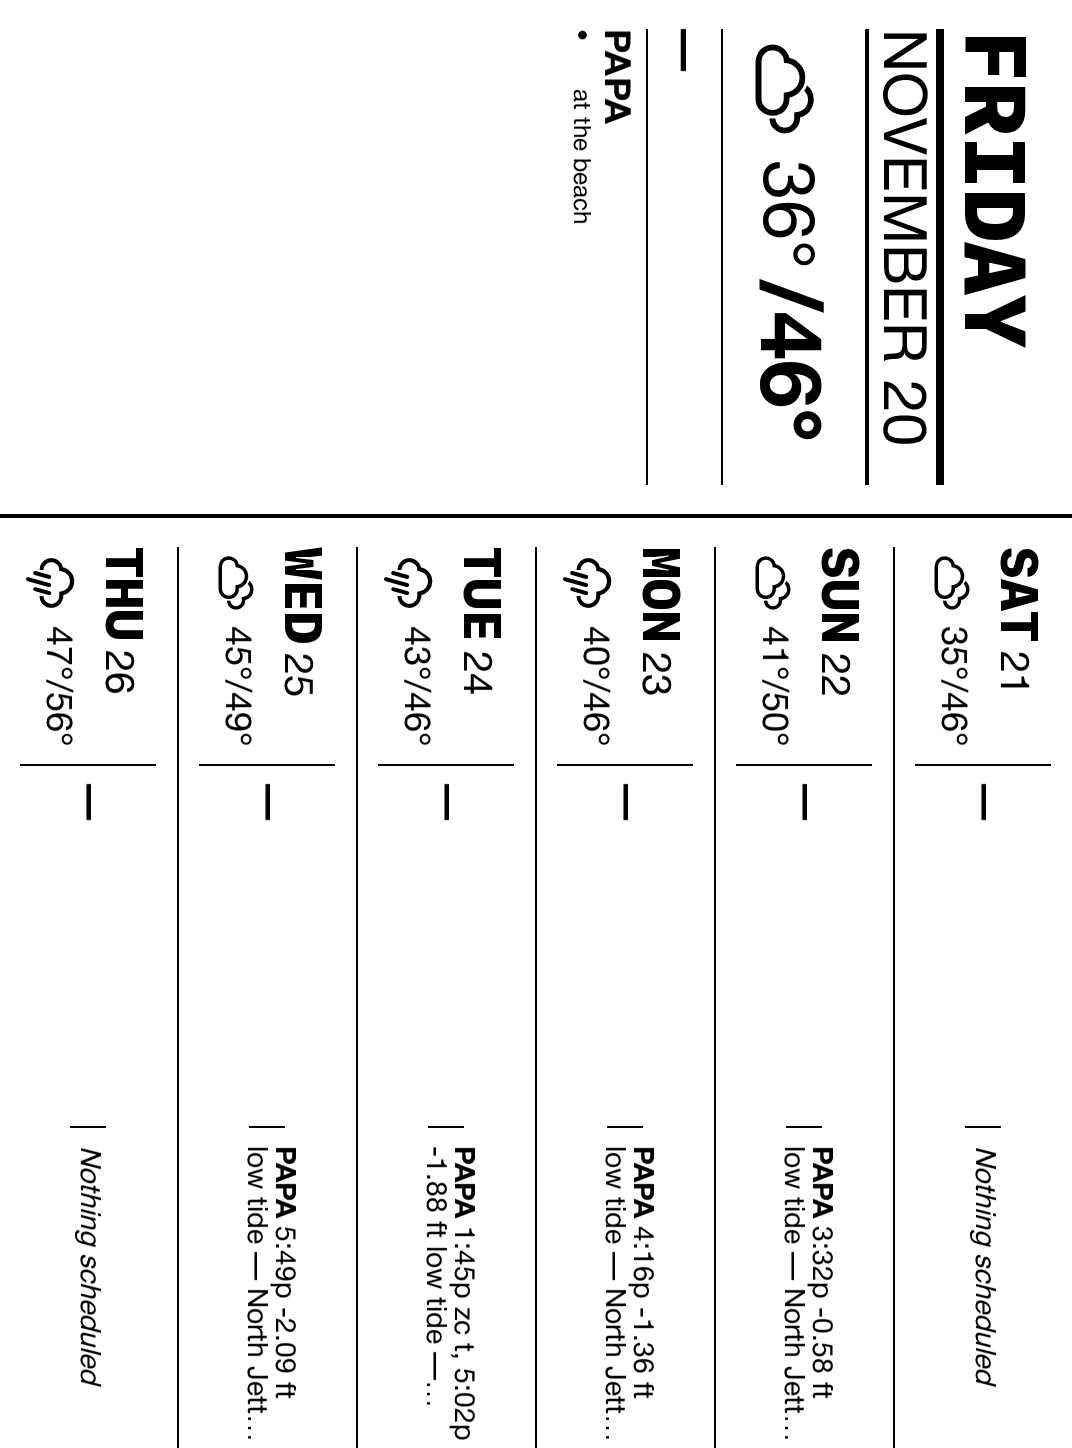 FRIDAY
NOVEMBER 20
36° /46°
—
PAPA
• at the beach
SAT 21
35°/46°
—
Nothing scheduled
SUN 22
41°/50°
—
PAPA 3:32p -0.58 ft
low tide — North Jett…
MON 23
40°/46°
—
PAPA 4:16p -1.36 ft
low tide — North Jett…
TUE 24
43°/46°
—
PAPA 1:45p zc t, 5:02p
-1.88 ft low tide —…
WED 25
45°/49°
—
PAPA 5:49p -2.09 ft
low tide — North Jett…
THU 26
47°/56°
—
Nothing scheduled